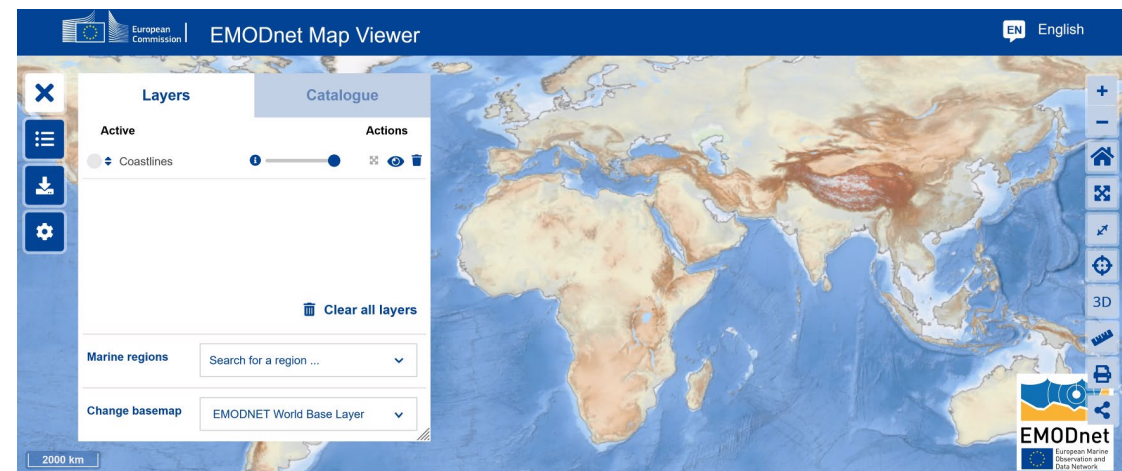 European
Commission
EMODnet Map Viewer
EN English
Layers
Catalogue
Active
Actions
Coastlines
Clear all layers
Marine regions
Search for a region ...
Change basemap
EMODNET World Base Layer
2000 km
3D
EMODnet
European Marine
Observation and
Data Network